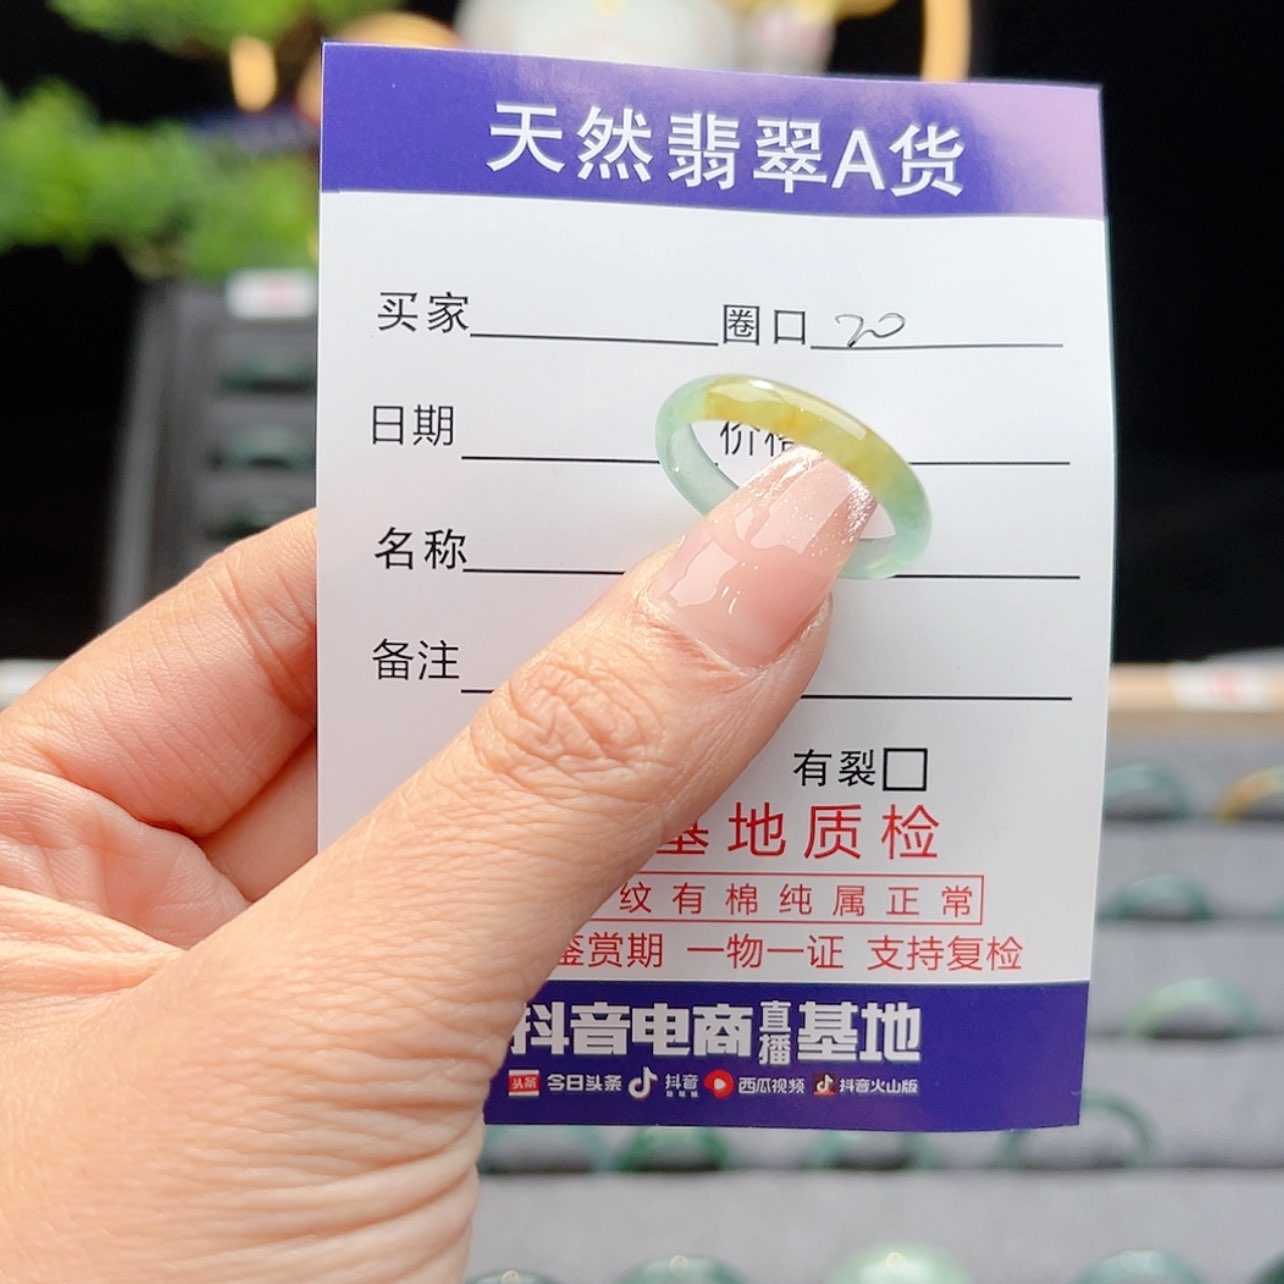 天然翡翠A货
买家 圈口 20
日期 价格
名称
备注
有裂
基地质检
纹有棉纯属正常
鉴赏期 一物一证 支持复检
抖音电商直播基地
头条 今日头条 抖音 西瓜视频 抖音火山版